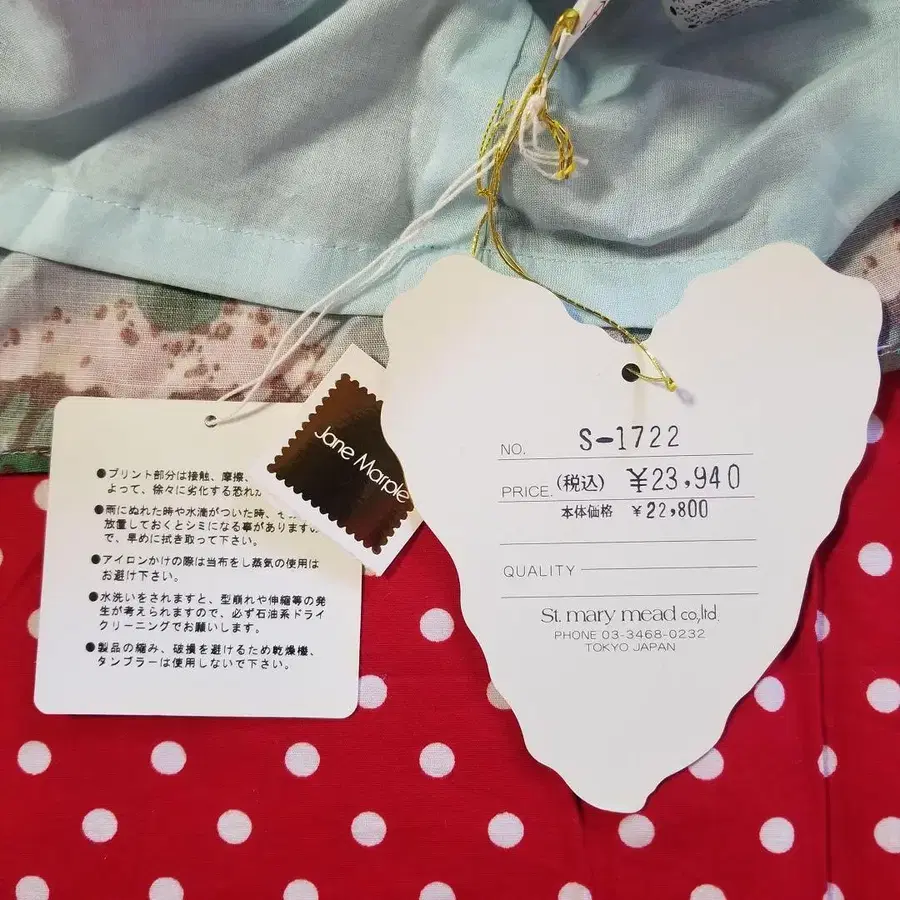 ●プリント部分は接触、摩擦、
よって、徐々に劣化する恐れが
●雨にぬれた時や水滴がついた時、その
放置しておくとシミになる事がありますの
で、早めに拭き取って下さい。
●アイロンかけの際は当布をし蒸気の使用は
お避け下さい。
●水洗いをされますと、型崩れや伸縮等の発
生が考えられますので、必ず石油系ドライ
クリーニングでお願いします。
●製品の縮み、破損を避けるため乾燥機、
タンブラーは使用しないで下さい。
Jane Marple
NO. S-1722
PRICE. (税込) ¥23,940
本体価格 ¥22,800
QUALITY
St. mary mead co,.ltd.
PHONE 03-3468-0232
TOKYO JAPAN